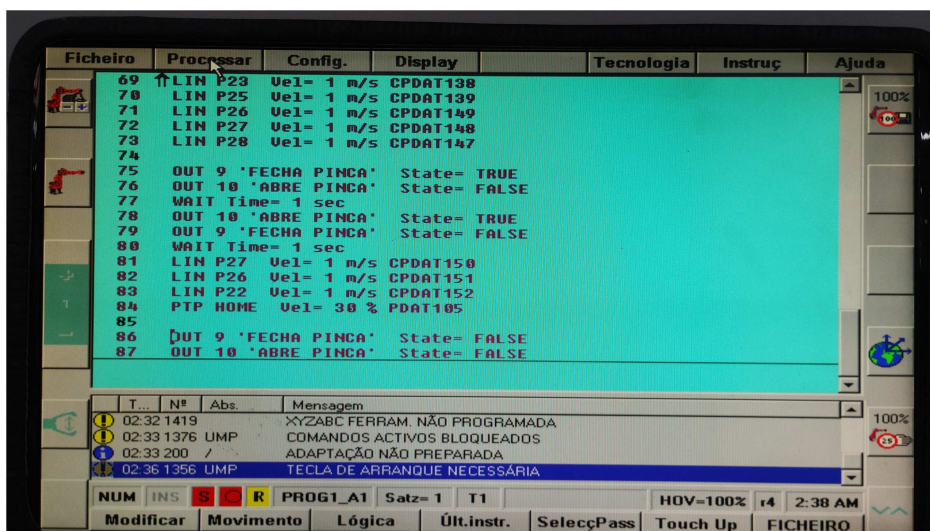 Ficheiro Processar Config. Display Tecnologia Instruç Ajuda
69 LIN P23 Vel= 1 m/s CPDAT138
70 LIN P25 Vel= 1 m/s CPDAT139
71 LIN P26 Vel= 1 m/s CPDAT149
72 LIN P27 Vel= 1 m/s CPDAT148
73 LIN P28 Vel= 1 m/s CPDAT147
74
75 OUT 9 'FECHA PINCA' State= TRUE
76 OUT 10 'ABRE PINCA' State= FALSE
77 WAIT Time= 1 sec
78 OUT 10 'ABRE PINCA' State= TRUE
79 OUT 9 'FECHA PINCA' State= FALSE
80 WAIT Time= 1 sec
81 LIN P27 Vel= 1 m/s CPDAT150
82 LIN P26 Vel= 1 m/s CPDAT151
83 LIN P22 Vel= 1 m/s CPDAT152
84 PTP HOME Vel= 30 % PDAT105
85
86 OUT 9 'FECHA PINCA' State= FALSE
87 OUT 10 'ABRE PINCA' State= FALSE
100%
100
T... Nº Abs. Mensagem
02:32 1419 XYZABC FERRAM. NÃO PROGRAMADA
02:33 1376 UMP COMANDOS ACTIVOS BLOQUEADOS
02:33 200 / ADAPTAÇÃO NÃO PREPARADA
02:36 1356 UMP TECLA DE ARRANQUE NECESSÁRIA
100%
25
NUM INS S R PROG1_A1 Satz= 1 T1 HOV=100% r4 2:38 AM
Modificar Movimento Lógica Últ.instr. SelecçPass Touch Up FICHEIRO